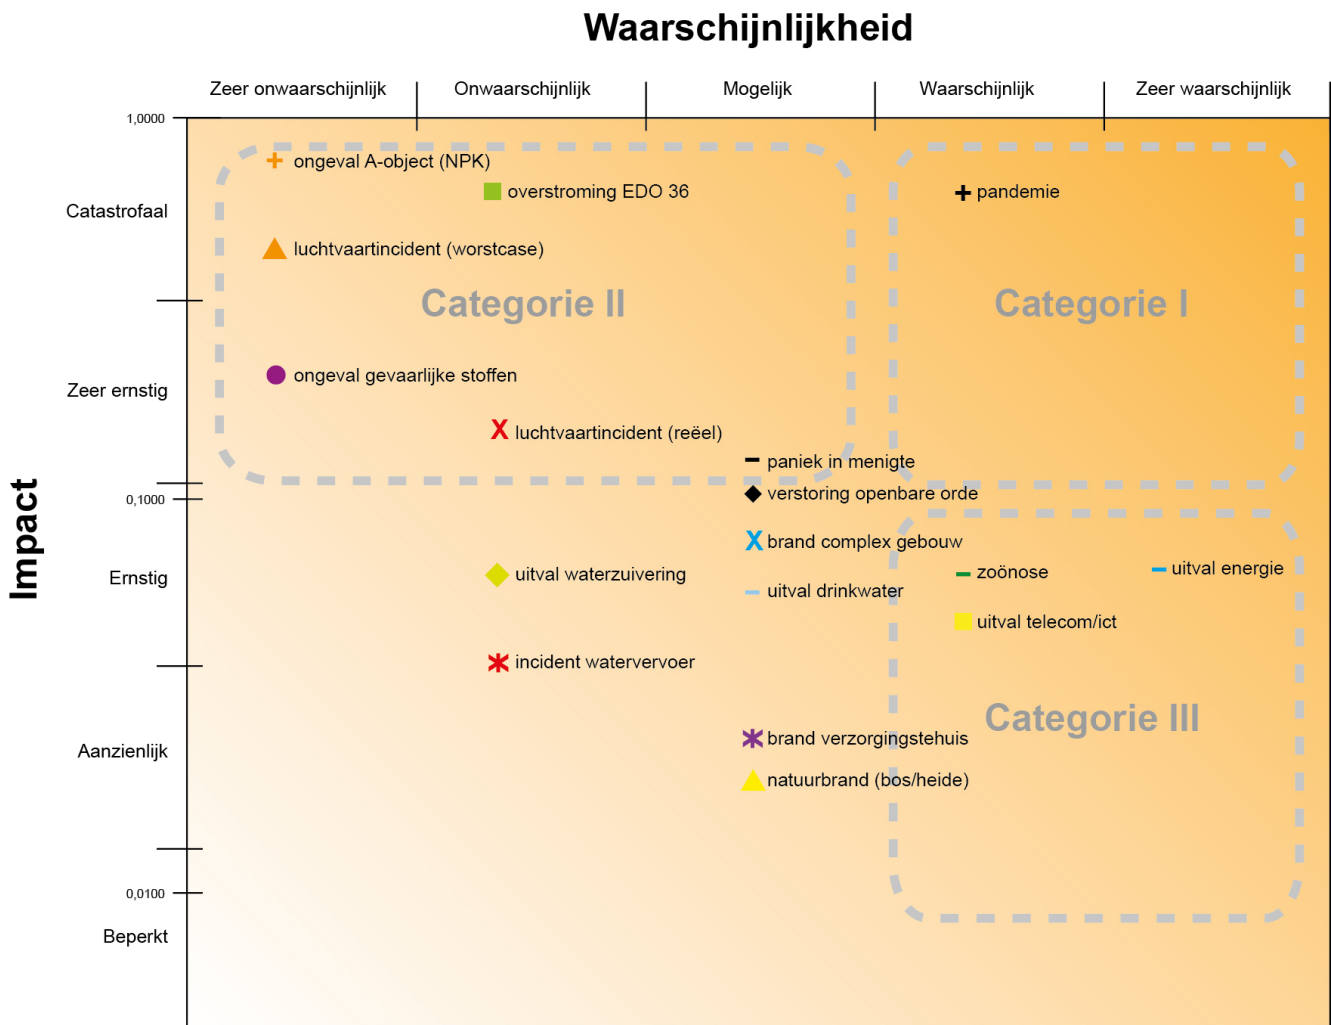 Waarschijnlijkheid
Zeer onwaarschijnlijk
Onwaarschijnlijk
Mogelijk
Waarschijnlijk
Zeer waarschijnlijk
1,0000
ongeval A-object (NPK)
overstroming EDO 36
pandemie
Catastrofaal
luchtvaartincident (worstcase)
Categorie II
Categorie I
ongeval gevaarlijke stoffen
Zeer ernstig
luchtvaartincident (reëel)
paniek in menigte
0,1000
verstoring openbare orde
Impact
brand complex gebouw
Ernstig
uitval waterzuivering
zoönose
uitval energie
uitval drinkwater
uitval telecom/ict
incident watervervoer
Categorie III
Aanzienlijk
brand verzorgingstehuis
natuurbrand (bos/heide)
0,0100
Beperkt